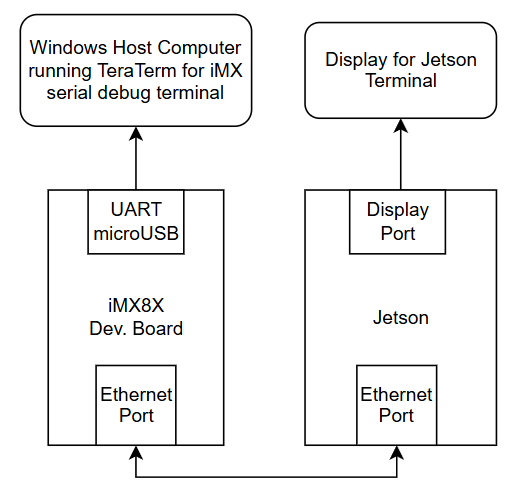 Windows Host Computer
running TeraTerm for iMX
serial debug terminal
Display for Jetson
Terminal
UART
microUSB
Display
Port
iMX8X
Dev. Board
Jetson
Ethernet
Port
Ethernet
Port